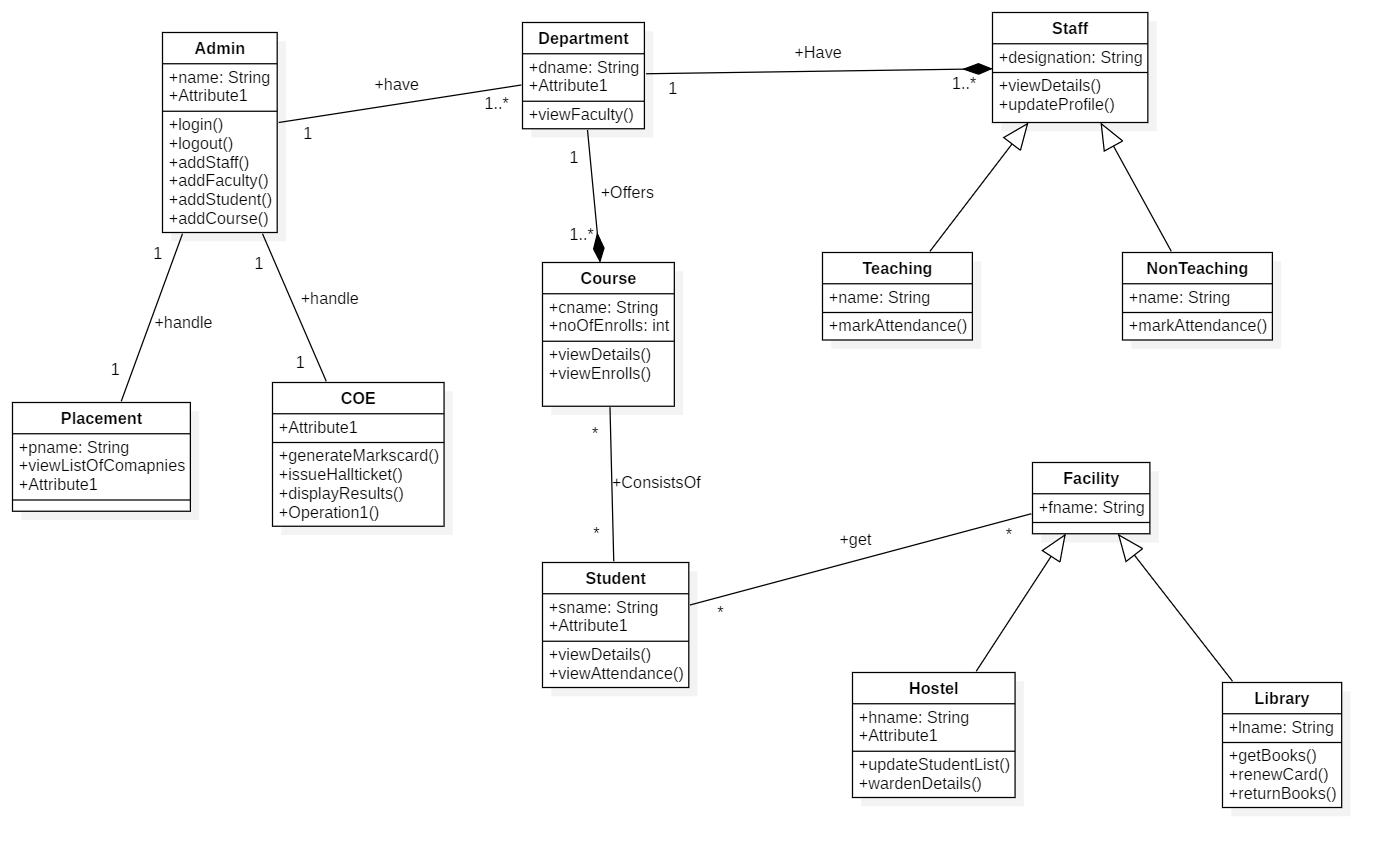 Admin
+name: String
+Attribute1
+login()
+logout()
+addStaff()
+addFaculty()
+addStudent()
+addCourse()
+have
1
1..*
Department
+dname: String
+Attribute1
+viewFaculty()
+Have
1
1..*
Staff
+designation: String
+viewDetails()
+updateProfile()
1
+Offers
1..*
1
+handle
1
1
+handle
1
Teaching
+name: String
+markAttendance()
NonTeaching
+name: String
+markAttendance()
Course
+cname: String
+noOfEnrolls: int
+viewDetails()
+viewEnrolls()
Placement
+pname: String
+viewListOfComapnies
+Attribute1
COE
+Attribute1
+generateMarkscard()
+issueHallticket()
+displayResults()
+Operation1()
*
+ConsistsOf
*
Facility
+fname: String
+get
*
*
Student
+sname: String
+Attribute1
+viewDetails()
+viewAttendance()
Hostel
+hname: String
+Attribute1
+updateStudentList()
+wardenDetails()
Library
+lname: String
+getBooks()
+renewCard()
+returnBooks()